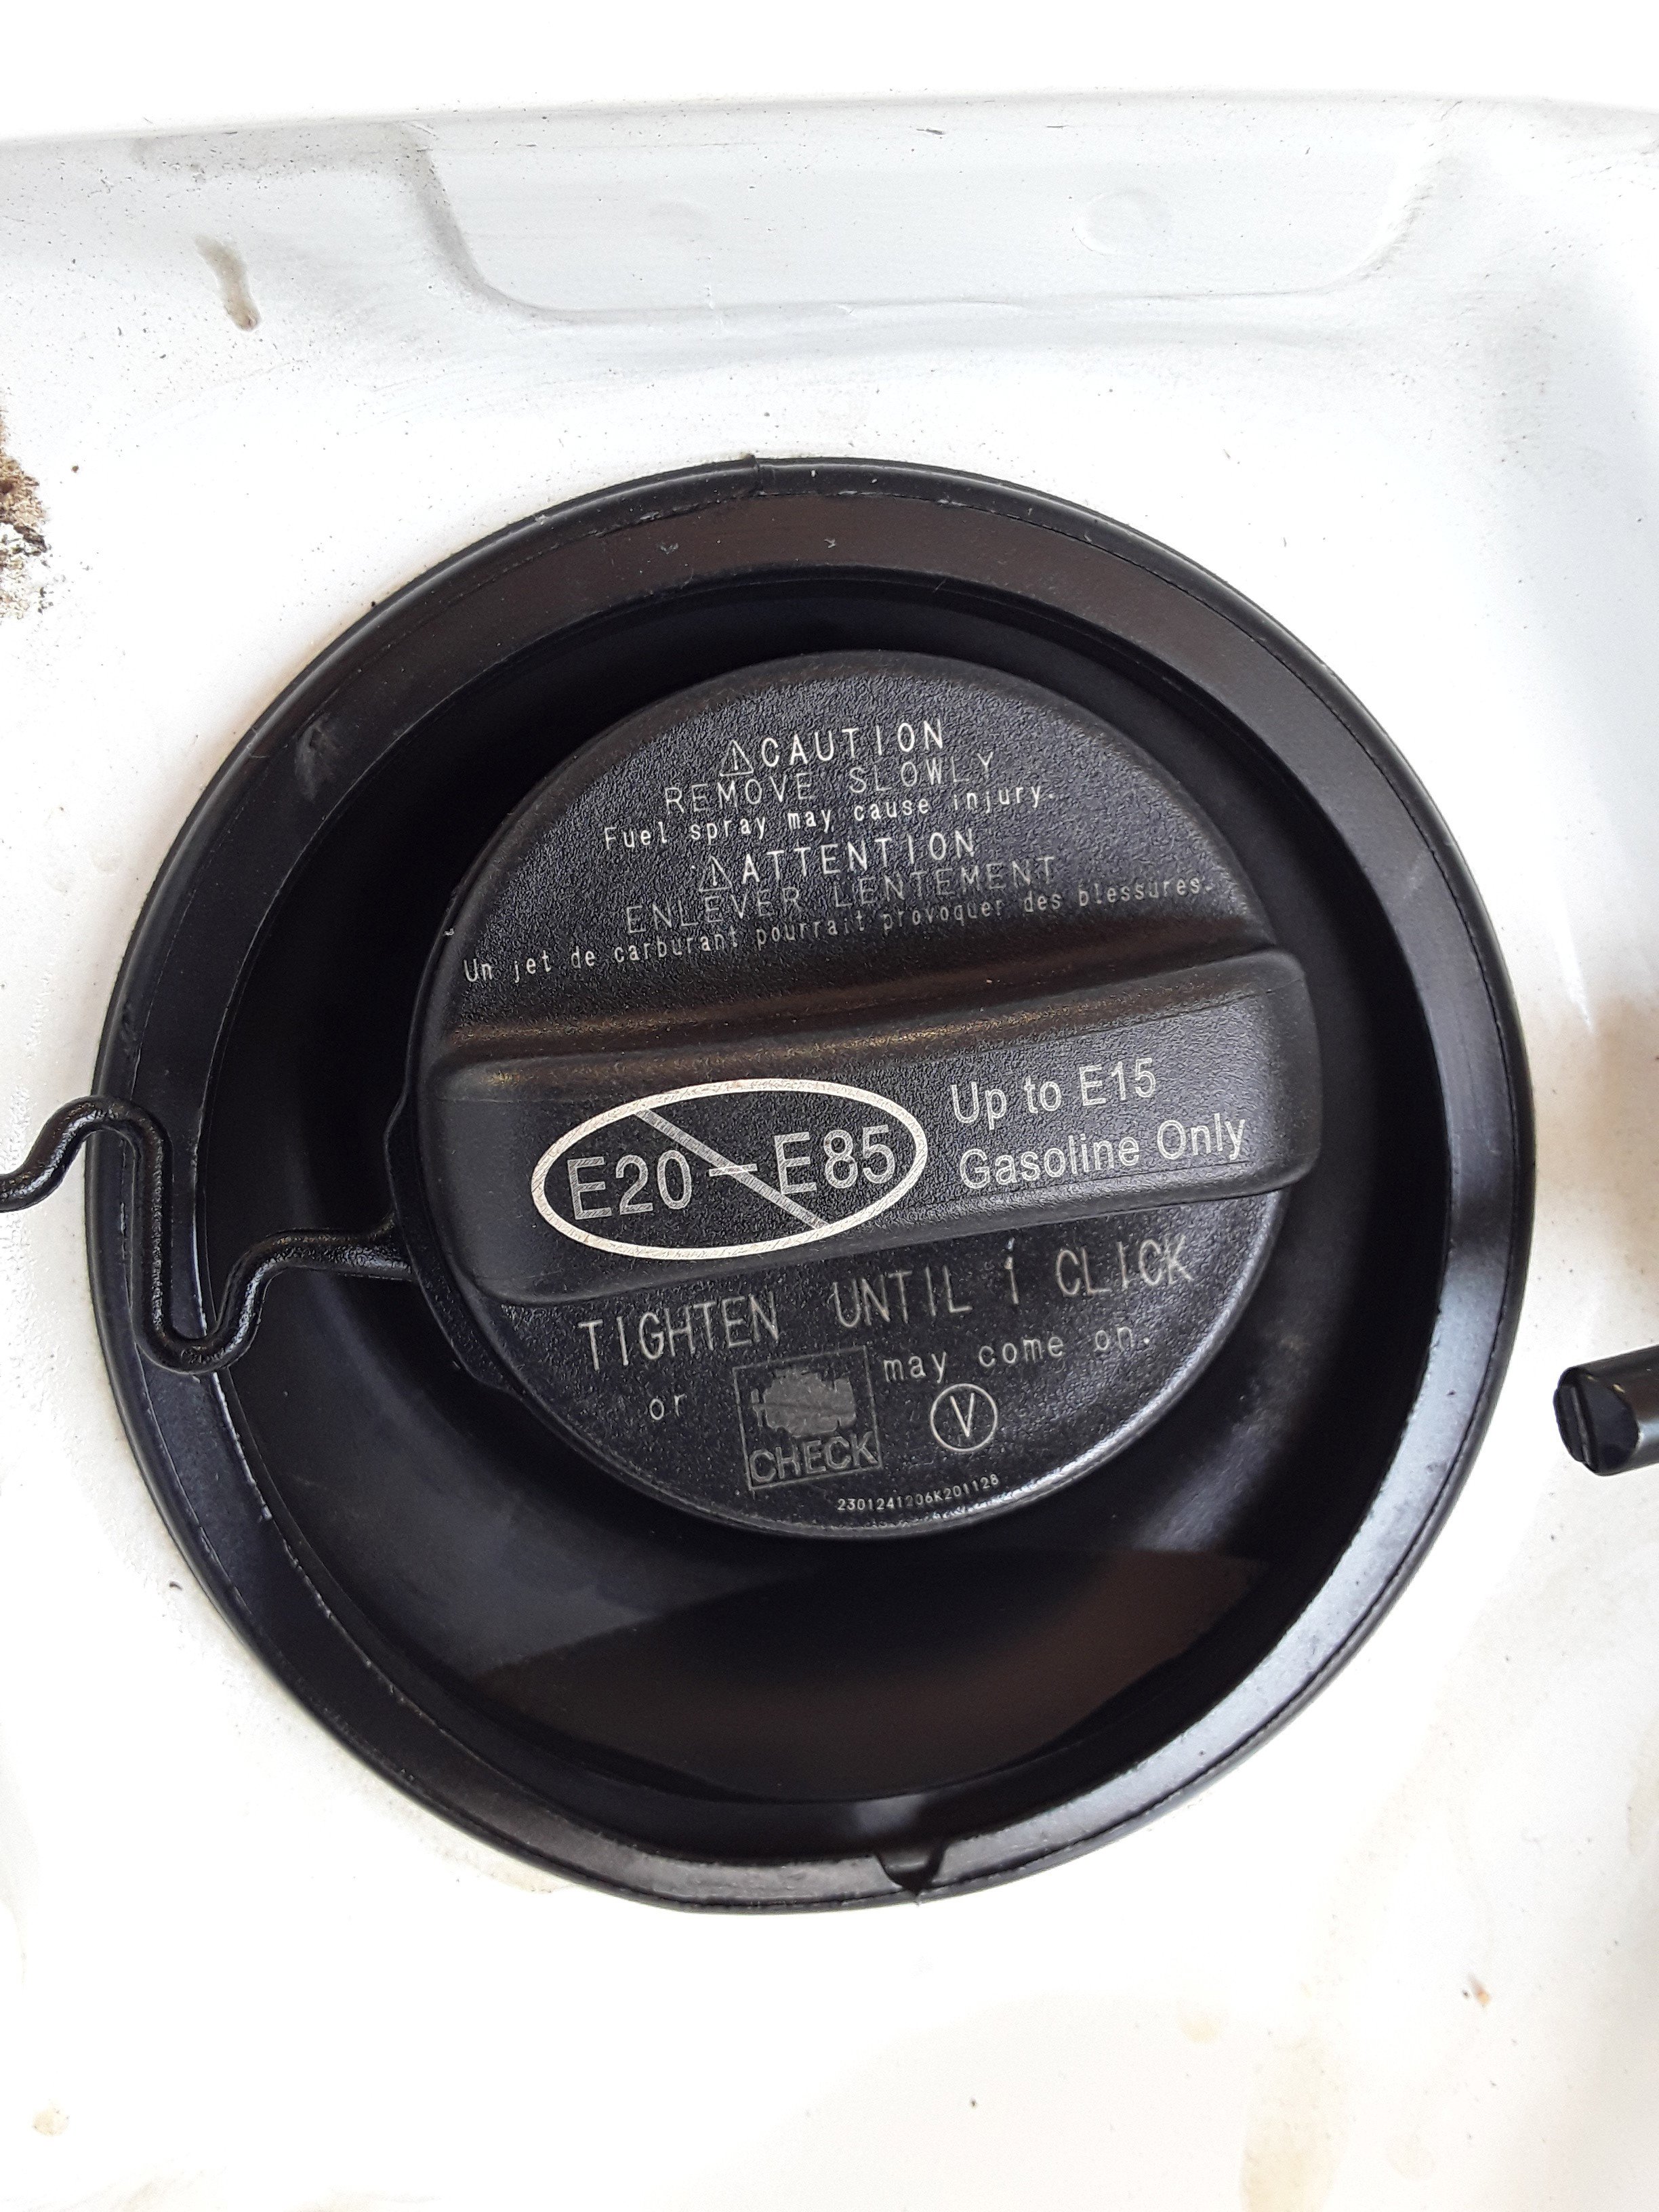 ⚠CAUTION
REMOVE SLOWLY
Fuel spray may cause injury.
⚠ATTENTION
ENLEVER LENTEMENT
Un jet de carburant pourrait provoquer des blessures.
E20-E85
Up to E15
Gasoline Only
TIGHTEN UNTIL 1 CLICK
or CHECK may come on.
V
2301241206K201128